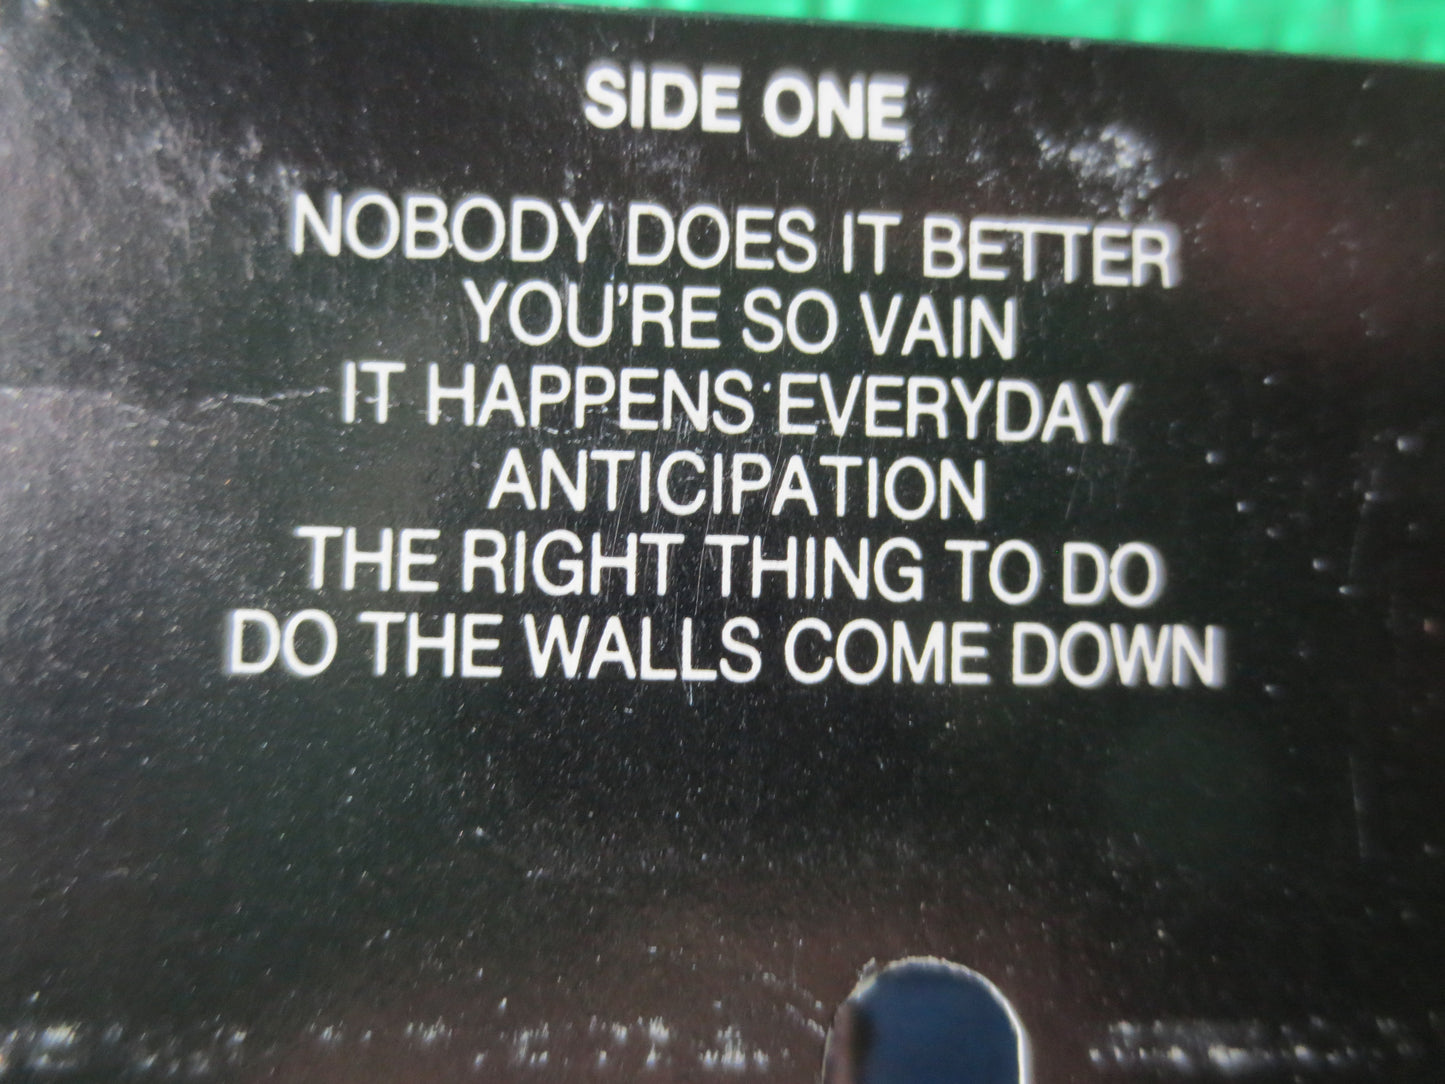 SIDE ONE
NOBODY DOES IT BETTER
YOU'RE SO VAIN
IT HAPPENS EVERYDAY
ANTICIPATION
THE RIGHT THING TO DO
DO THE WALLS COME DOWN